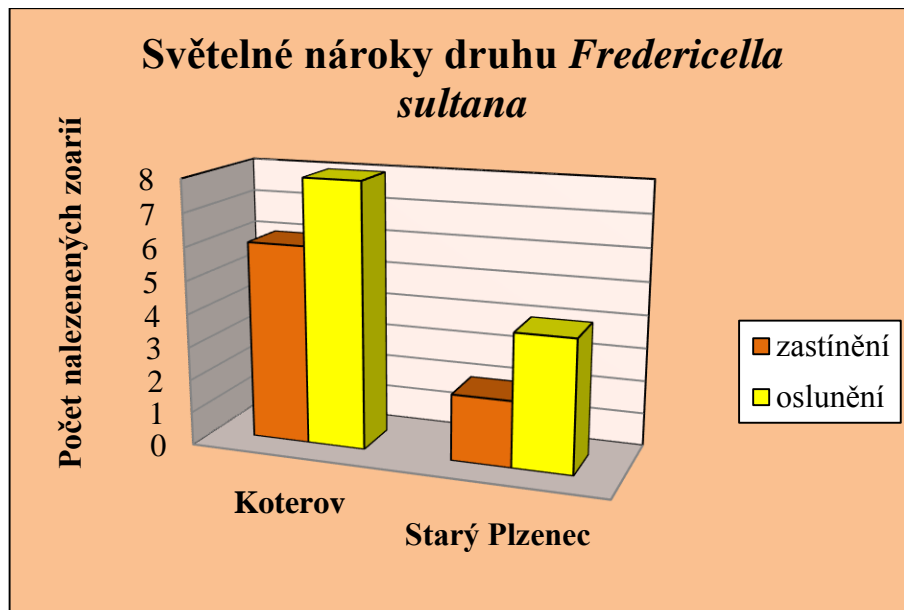 Světelné nároky druhu Fredericella
sultana
Počet nalezenených zoarií
8
7
6
5
4
3
2
1
0
Koterov
Starý Plzenec
zastínění
oslunění